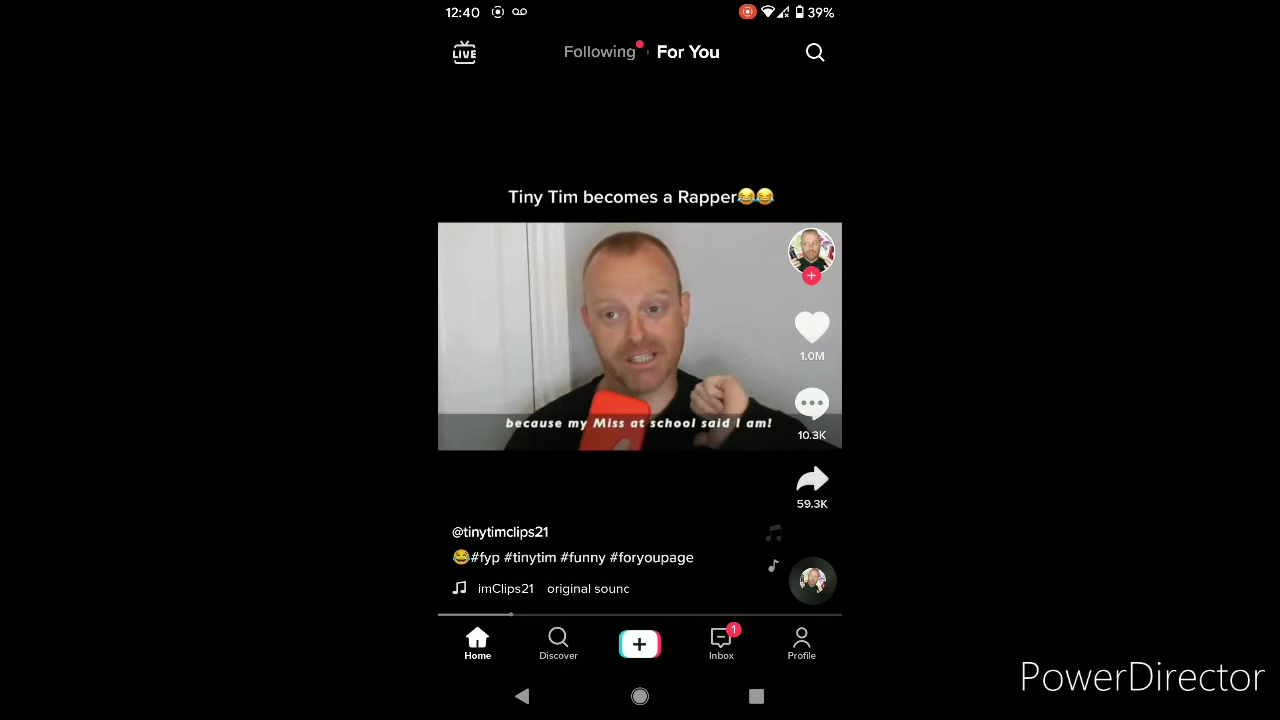 12:40 39%
LIVE Following For You
Tiny Tim becomes a Rapper😂😂
because my Miss at school said I am!
1.0M
10.3K
59.3K
@tinytimclips21
😂#fyp #tinytim #funny #foryoupage
imClips21 original sounc
Home Discover Inbox 1 Profile
PowerDirector